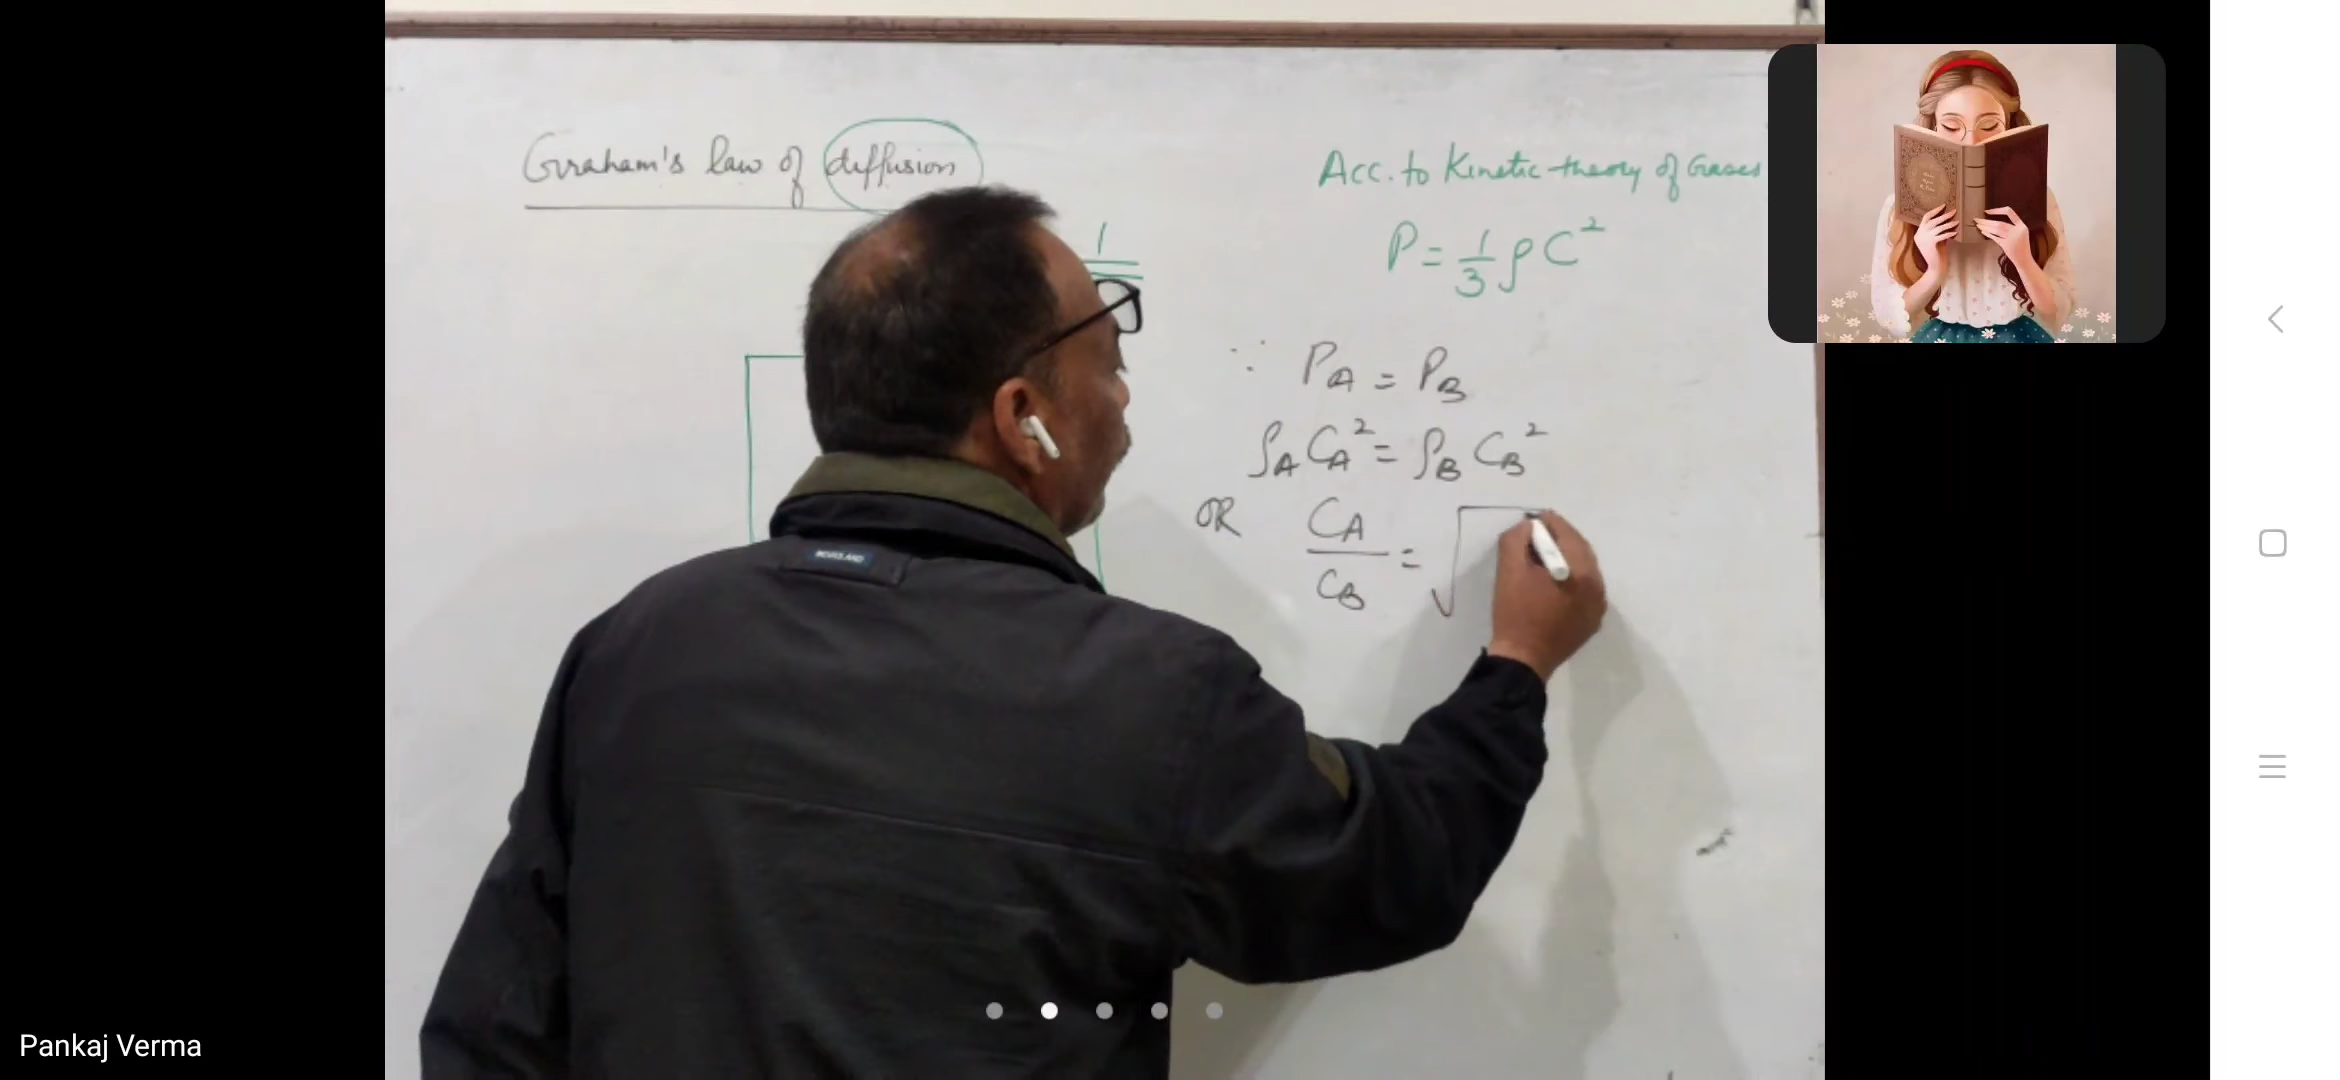 Graham's law of diffusion
1
Acc. to Kinetic theory of Gases
P = 1/3 ρ C²
∵ P_A = P_B
ρ_A C_A² = ρ_B C_B²
OR C_A/C_B = √
Pankaj Verma